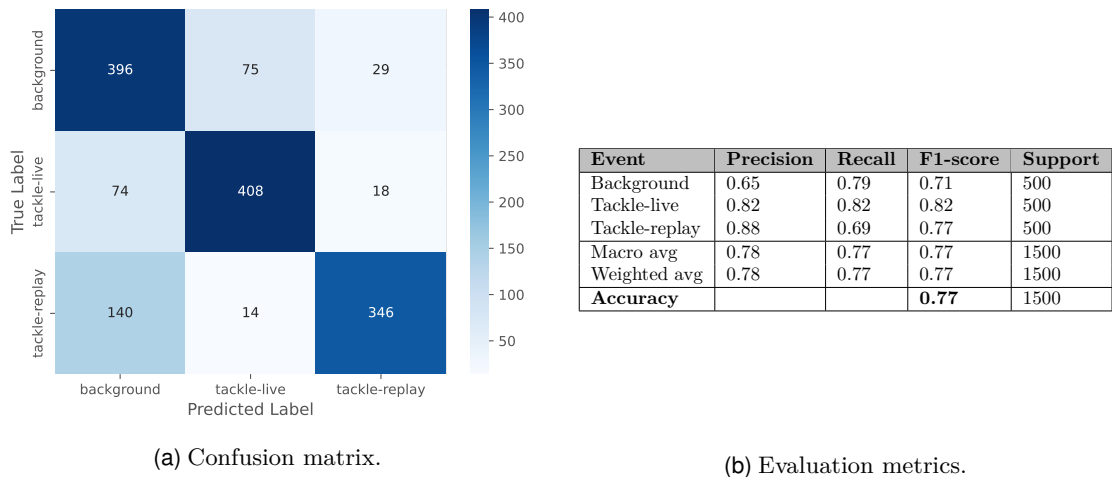 background
tackle-live
tackle-replay
True Label
396 75 29
74 408 18
140 14 346
background tackle-live tackle-replay
Predicted Label
400
350
300
250
200
150
100
50
(a) Confusion matrix.
Event Precision Recall F1-score Support
Background 0.65 0.79 0.71 500
Tackle-live 0.82 0.82 0.82 500
Tackle-replay 0.88 0.69 0.77 500
Macro avg 0.78 0.77 0.77 1500
Weighted avg 0.78 0.77 0.77 1500
Accuracy 0.77 1500
(b) Evaluation metrics.